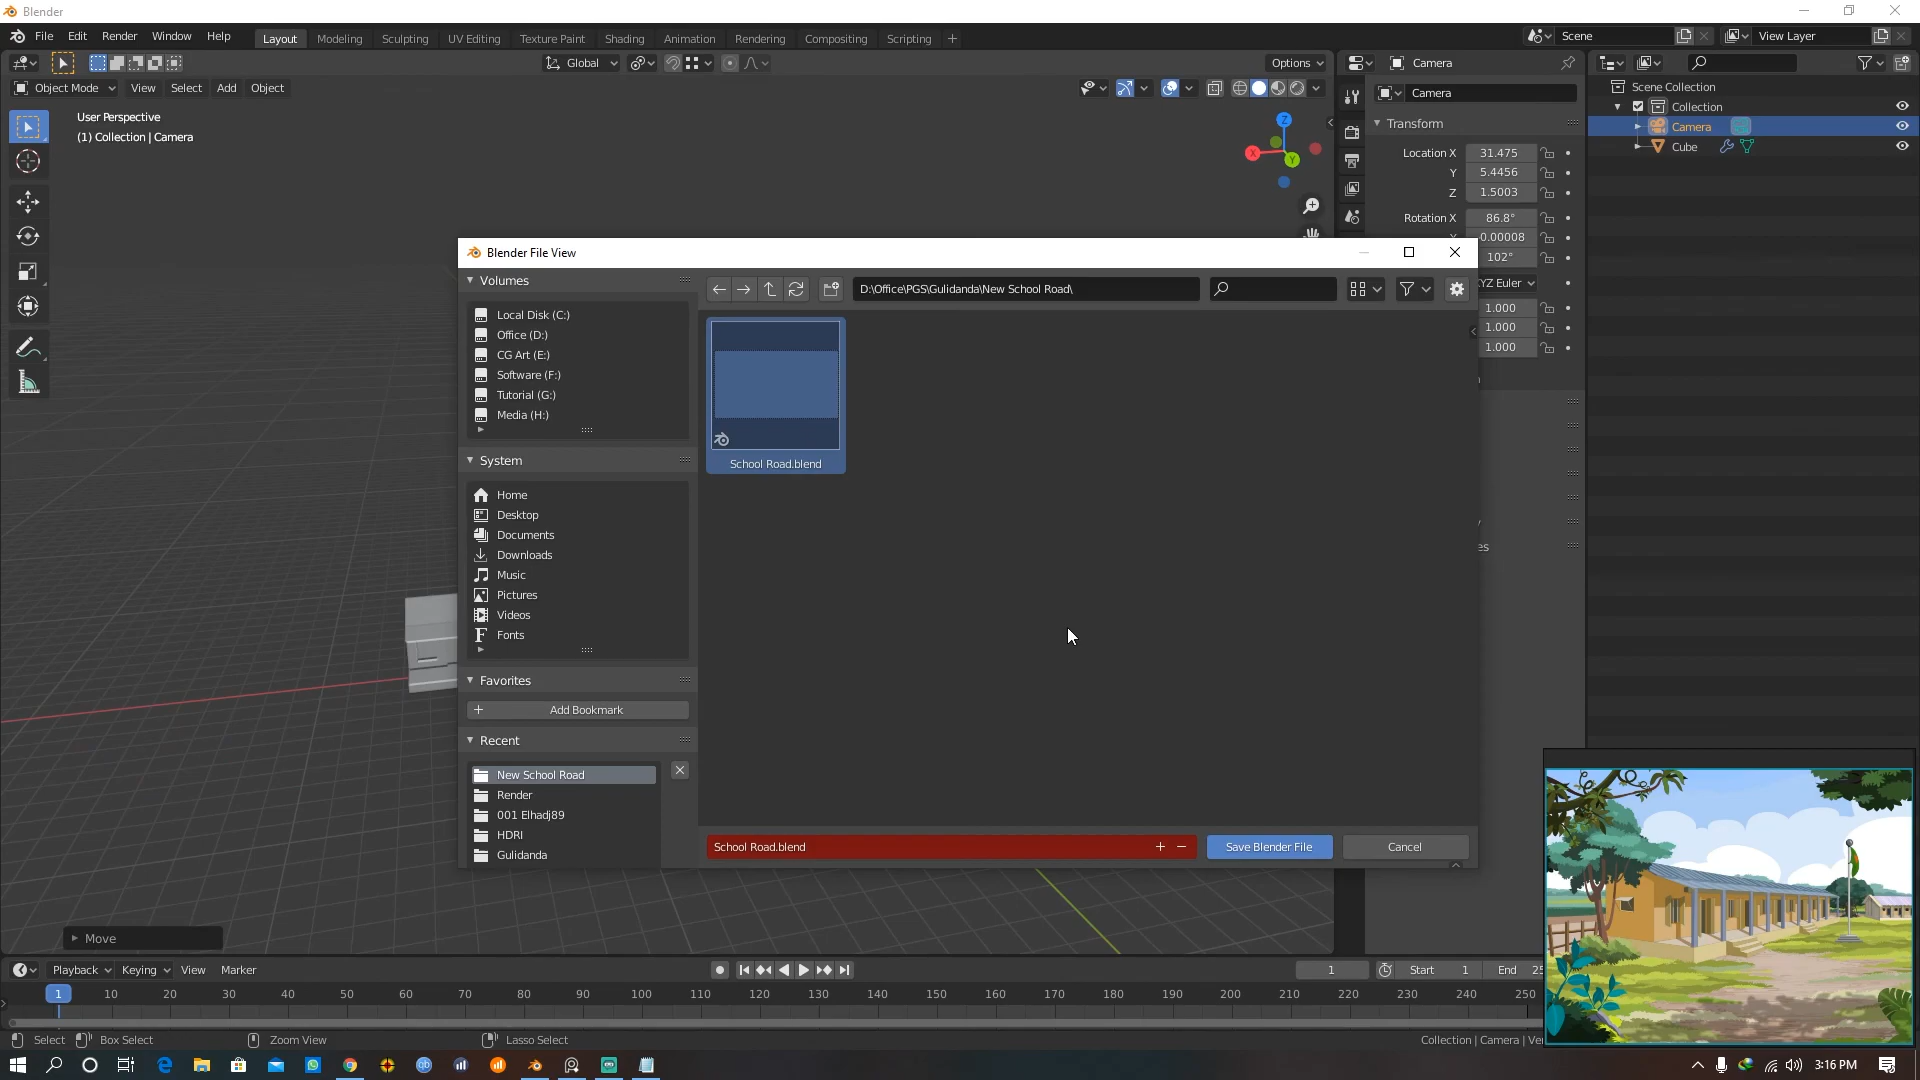 Blender
File Edit Render Window Help
Layout Modeling Sculpting UV Editing Texture Paint Shading Animation Rendering Compositing Scripting +
Scene
View Layer
Global
Options
Camera
Object Mode View Select Add Object
Camera
Scene Collection
Collection
Camera
Cube
User Perspective
(1) Collection | Camera
Z
X
Y
Transform
Location X 31.475
Y 5.4456
Z 1.5003
Rotation X 86.8°
0.00008
102°
XYZ Euler
1.000
1.000
1.000
Blender File View
Volumes
Local Disk (C:)
Office (D:)
CG Art (E:)
Software (F:)
Tutorial (G:)
Media (H:)
System
Home
Desktop
Documents
Downloads
Music
Pictures
Videos
Fonts
Favorites
+ Add Bookmark
Recent
New School Road
Render
001 Elhadj89
HDRI
Gulidanda
D:\Office\PGS\Gulidanda\New School Road\
School Road.blend
School Road.blend
Save Blender File
Cancel
es
Move
Playback Keying View Marker
1
Start 1
End 25
1 10 20 30 40 50 60 70 80 90 100 110 120 130 140 150 160 170 180 190 200 210 220 230 240 250
Select Box Select Zoom View Lasso Select
Collection | Camera | Ve
3:16 PM